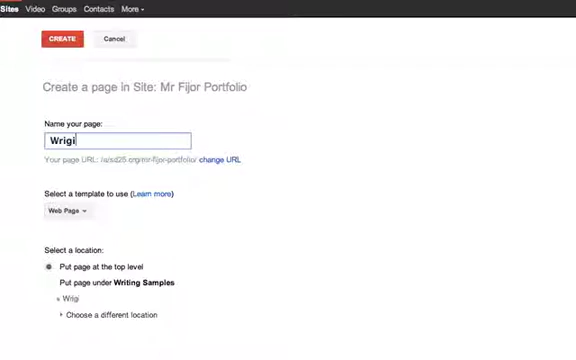 Sites Video Groups Contacts More
CREATE Cancel
Create a page in Site: Mr Fijor Portfolio
Name your page:
Wrigi
Your page URL: /a/sd25.org/mr-fijor-portfolio/ change URL
Select a template to use (Learn more)
Web Page
Select a location:
Put page at the top level
Put page under Writing Samples
Wrigi
Choose a different location